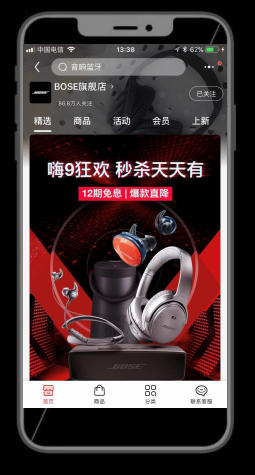 中国电信 13:38 62%
音响蓝牙
BOSE BOSE旗舰店 >
86.8万人关注
已关注
精选 商品 活动 会员 上新
嗨9狂欢 秒杀天天有
12期免息 | 爆款直降
BOSE
首页 商品 分类 联系客服